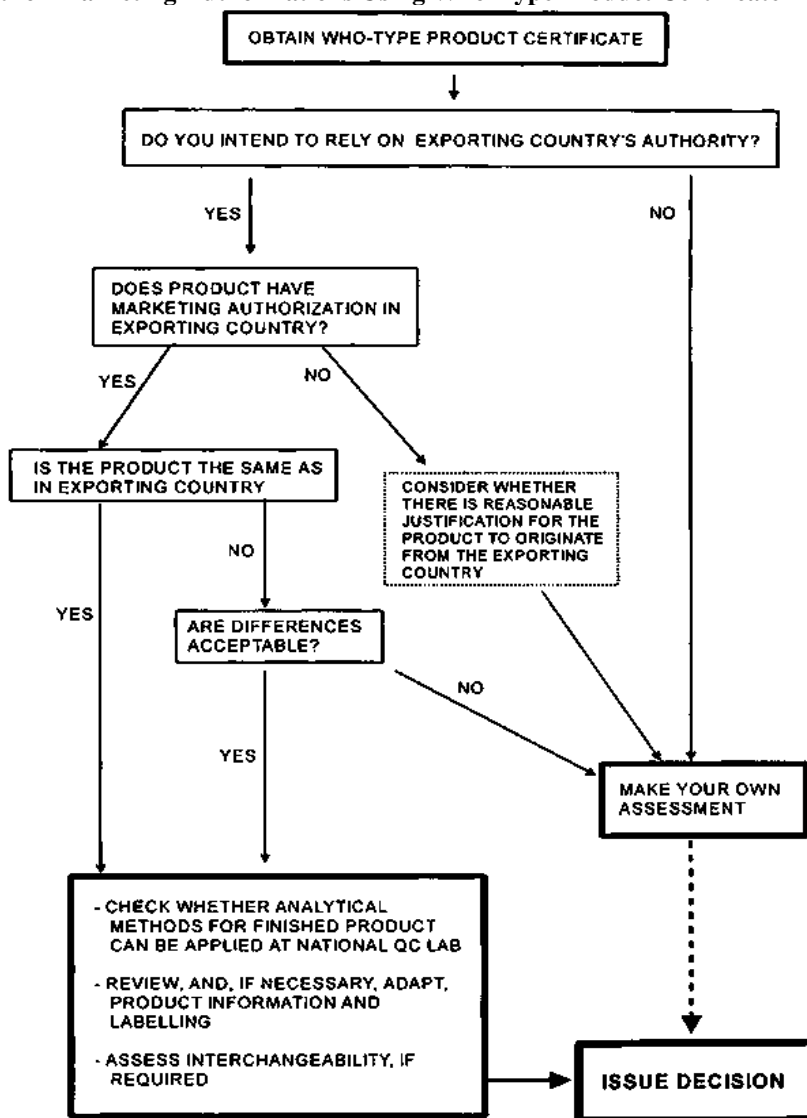 OBTAIN WHO-TYPE PRODUCT CERTIFICATE
DO YOU INTEND TO RELY ON EXPORTING COUNTRY'S AUTHORITY?
YES
NO
DOES PRODUCT HAVE
MARKETING AUTHORIZATION IN
EXPORTING COUNTRY?
YES
NO
IS THE PRODUCT THE SAME AS
IN EXPORTING COUNTRY
CONSIDER WHETHER
THERE IS REASONABLE
JUSTIFICATION FOR THE
PRODUCT TO ORIGINATE
FROM THE EXPORTING
COUNTRY
NO
YES
ARE DIFFERENCES
ACCEPTABLE?
NO
YES
MAKE YOUR OWN
ASSESSMENT
- CHECK WHETHER ANALYTICAL
METHODS FOR FINISHED PRODUCT
CAN BE APPLIED AT NATIONAL QC LAB
- REVIEW, AND, IF NECESSARY, ADAPT,
PRODUCT INFORMATION AND
LABELLING
- ASSESS INTERCHANGEABILITY, IF
REQUIRED
ISSUE DECISION